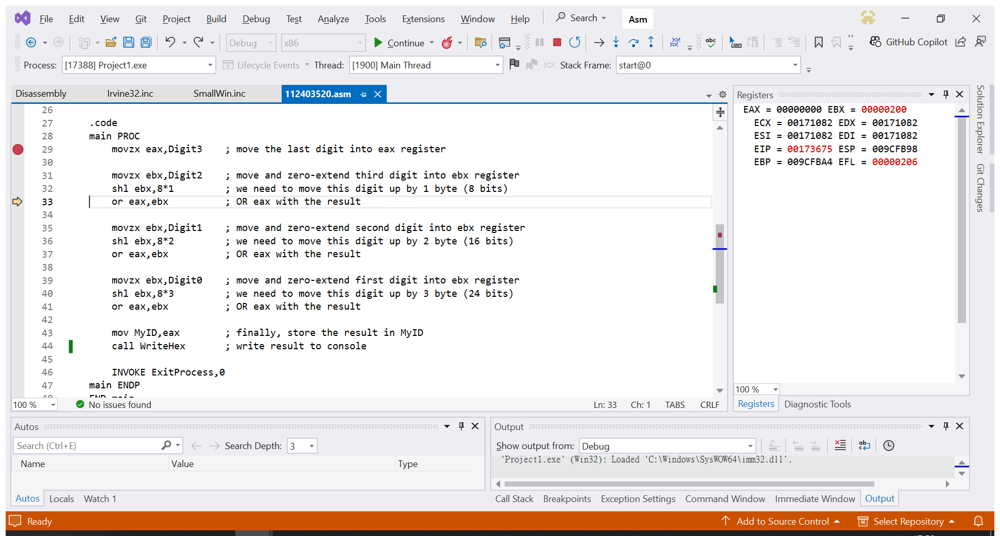 File Edit View Git Project Build Debug Test Analyze Tools Extensions Window Help Search Asm
Debug x86 Continue abc GitHub Copilot
Process: [17388] Project1.exe Lifecycle Events Thread: [1900] Main Thread Stack Frame: start@0
Disassembly Irvine32.inc SmallWin.inc 112403520.asm
26
27 .code
28 main PROC
29 movzx eax,Digit3 ; move the last digit into eax register
30
31 movzx ebx,Digit2 ; move and zero-extend third digit into ebx register
32 shl ebx,8*1 ; we need to move this digit up by 1 byte (8 bits)
33 or eax,ebx ; OR eax with the result
34
35 movzx ebx,Digit1 ; move and zero-extend second digit into ebx register
36 shl ebx,8*2 ; we need to move this digit up by 2 byte (16 bits)
37 or eax,ebx ; OR eax with the result
38
39 movzx ebx,Digit0 ; move and zero-extend first digit into ebx register
40 shl ebx,8*3 ; we need to move this digit up by 3 byte (24 bits)
41 or eax,ebx ; OR eax with the result
42
43 mov MyID,eax ; finally, store the result in MyID
44 call WriteHex ; write result to console
45
46 INVOKE ExitProcess,0
47 main ENDP
48 END main
100 % No issues found Ln: 33 Ch: 1 TABS CRLF
Registers
EAX = 00000000 EBX = 00000200
ECX = 00171082 EDX = 00171082
ESI = 00171082 EDI = 00171082
EIP = 00173675 ESP = 009CFB98
EBP = 009CFBA4 EFL = 00000206
100 %
Registers Diagnostic Tools
Solution Explorer
Git Changes
Autos
Search (Ctrl+E) Search Depth: 3
Name Value Type
Autos Locals Watch 1
Output
Show output from: Debug
'Project1.exe' (Win32): Loaded 'C:\Windows\SysWOW64\imm32.dll'.
Call Stack Breakpoints Exception Settings Command Window Immediate Window Output
Ready Add to Source Control Select Repository